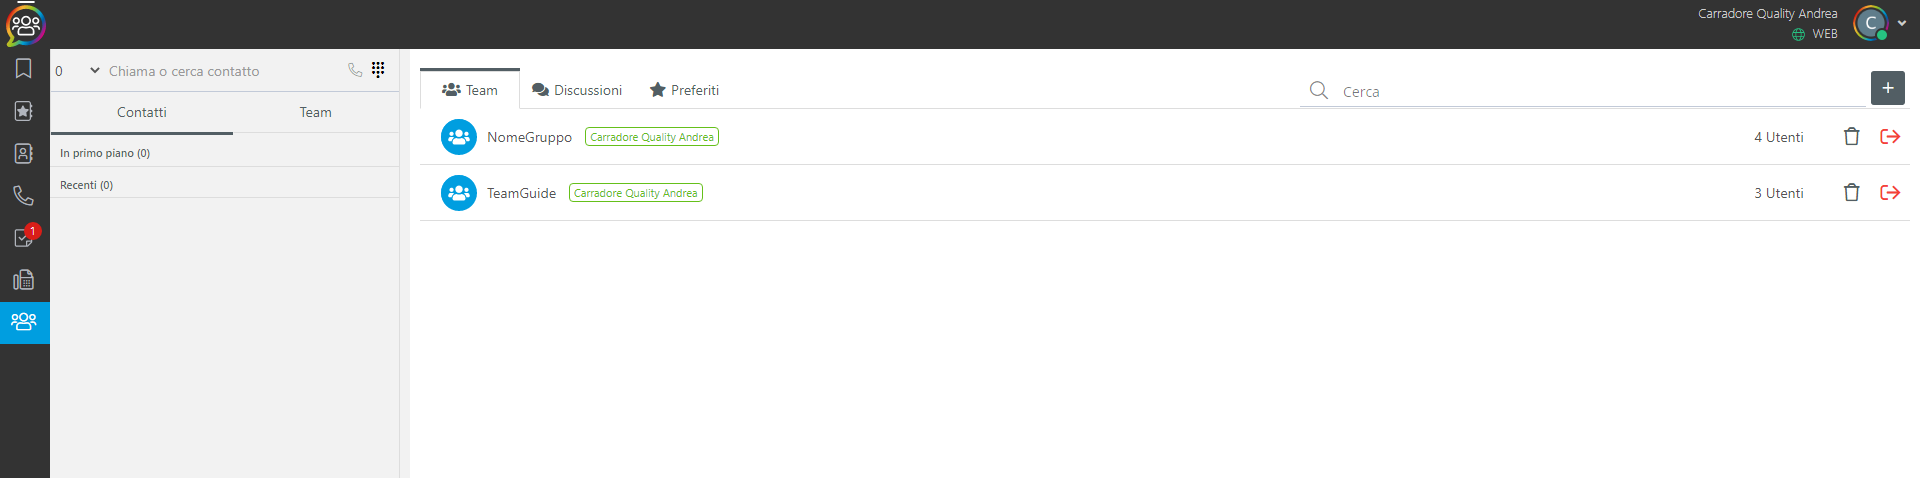 Carradore Quality Andrea
WEB
C
0 Chiama o cerca contatto
Contatti Team
In primo piano (0)
Recenti (0)
1
Team Discussioni Preferiti Cerca +
NomeGruppo Carradore Quality Andrea 4 Utenti
TeamGuide Carradore Quality Andrea 3 Utenti